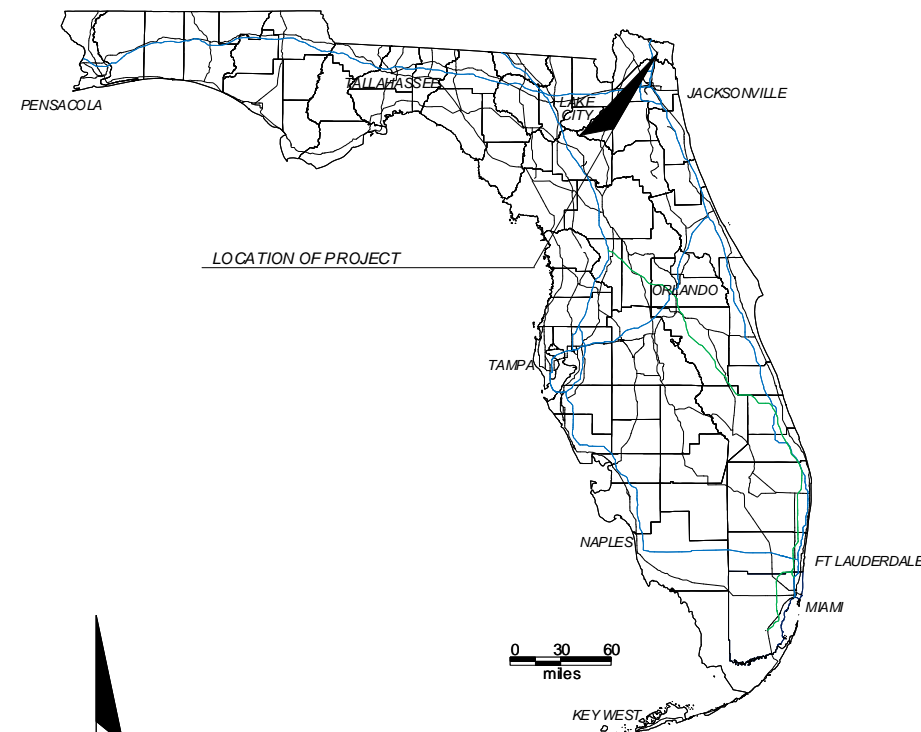 PENSACOLA
TALLAHASSEE
LAKE
CITY
JACKSONVILLE
LOCATION OF PROJECT
ORLANDO
TAMPA
NAPLES
FT LAUDERDALE
MIAMI
0 30 60
miles
KEY WEST